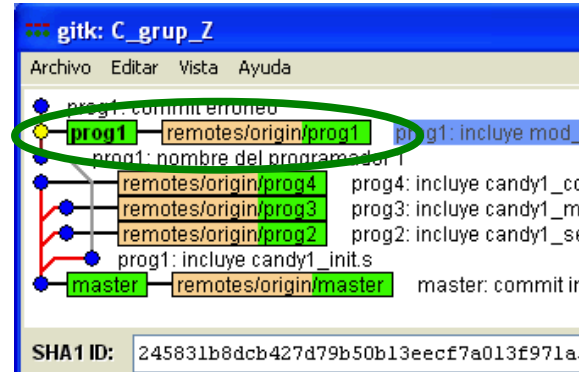 gitk: C_grup_Z
Archivo Editar Vista Ayuda
prog1: commit erroneo
prog1 remotes/origin/prog1 prog1: incluye mod_
prog1: nombre del programador 1
remotes/origin/prog4 prog4: incluye candy1_co
remotes/origin/prog3 prog3: incluye candy1_m
remotes/origin/prog2 prog2: incluye candy1_se
prog1: incluye candy1_init.s
master remotes/origin/master master: commit in
SHA1 ID: 245831b8dcb427d79b50b13eecf7a013f971a